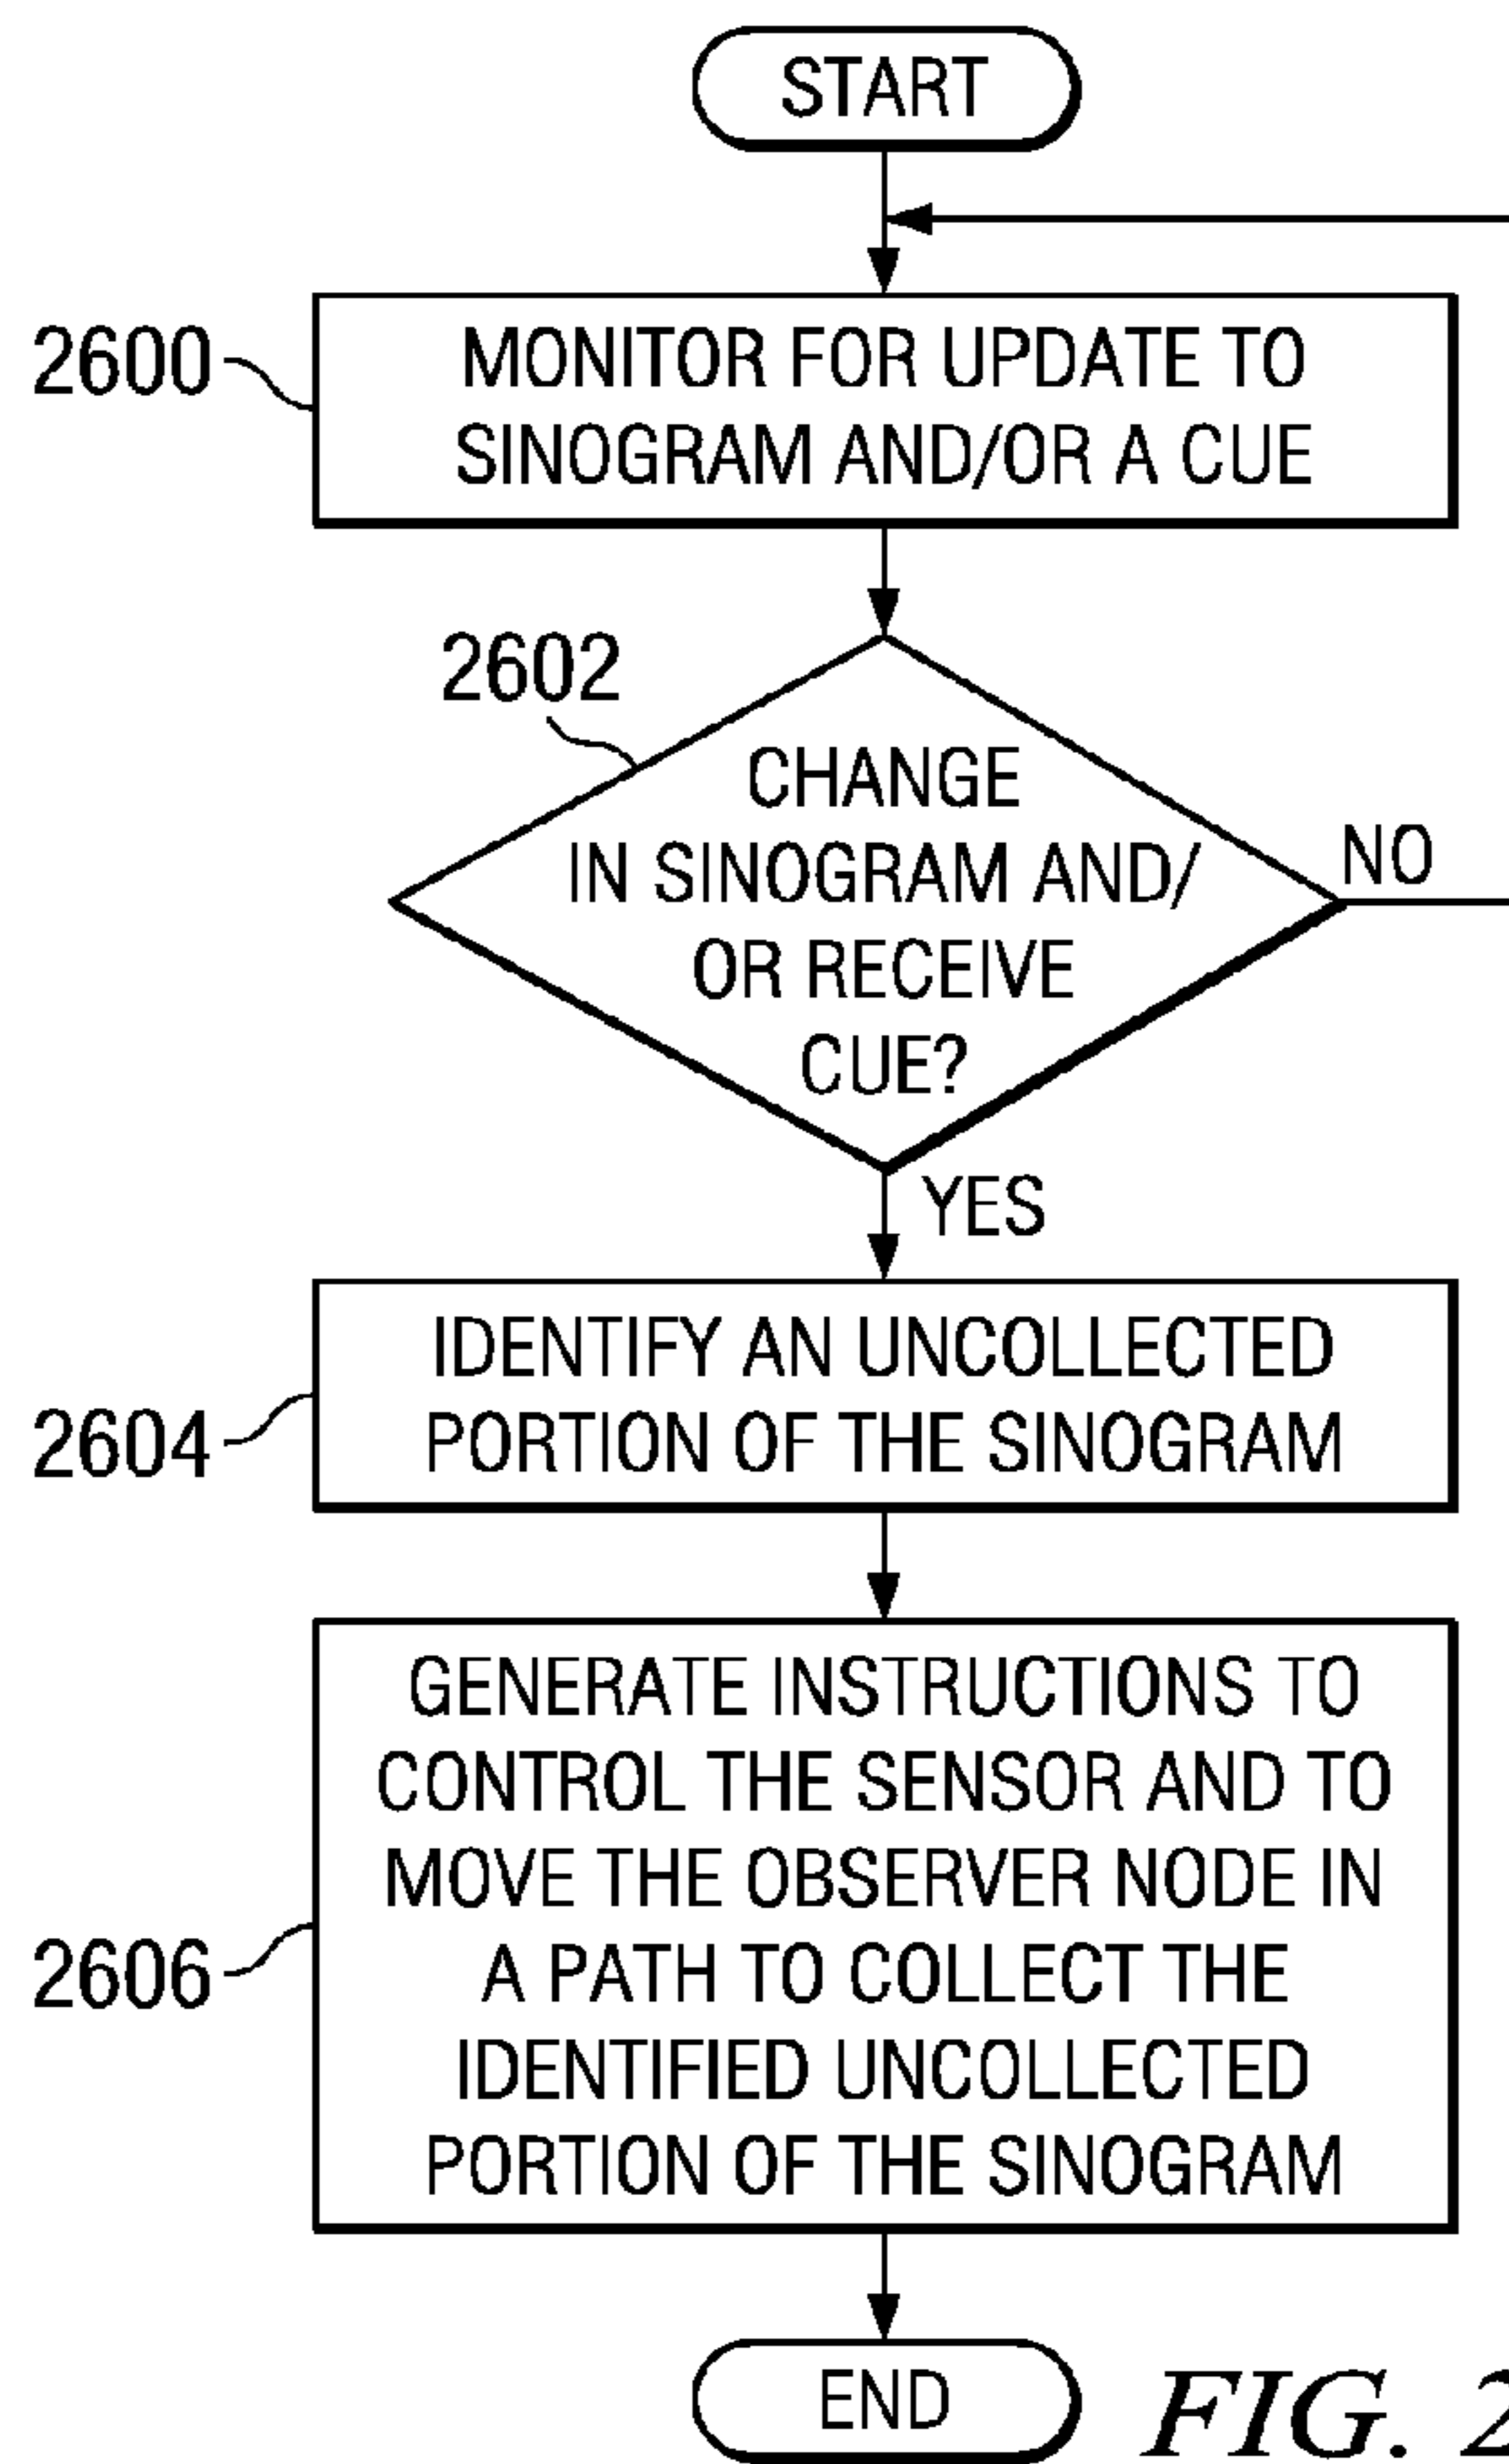 START
2600
MONITOR FOR UPDATE TO
SINOGRAM AND/OR A CUE
2602
CHANGE
IN SINOGRAM AND/
OR RECEIVE
CUE?
NO
YES
2604
IDENTIFY AN UNCOLLECTED
PORTION OF THE SINOGRAM
2606
GENERATE INSTRUCTIONS TO
CONTROL THE SENSOR AND TO
MOVE THE OBSERVER NODE IN
A PATH TO COLLECT THE
IDENTIFIED UNCOLLECTED
PORTION OF THE SINOGRAM
END
FIG. 2